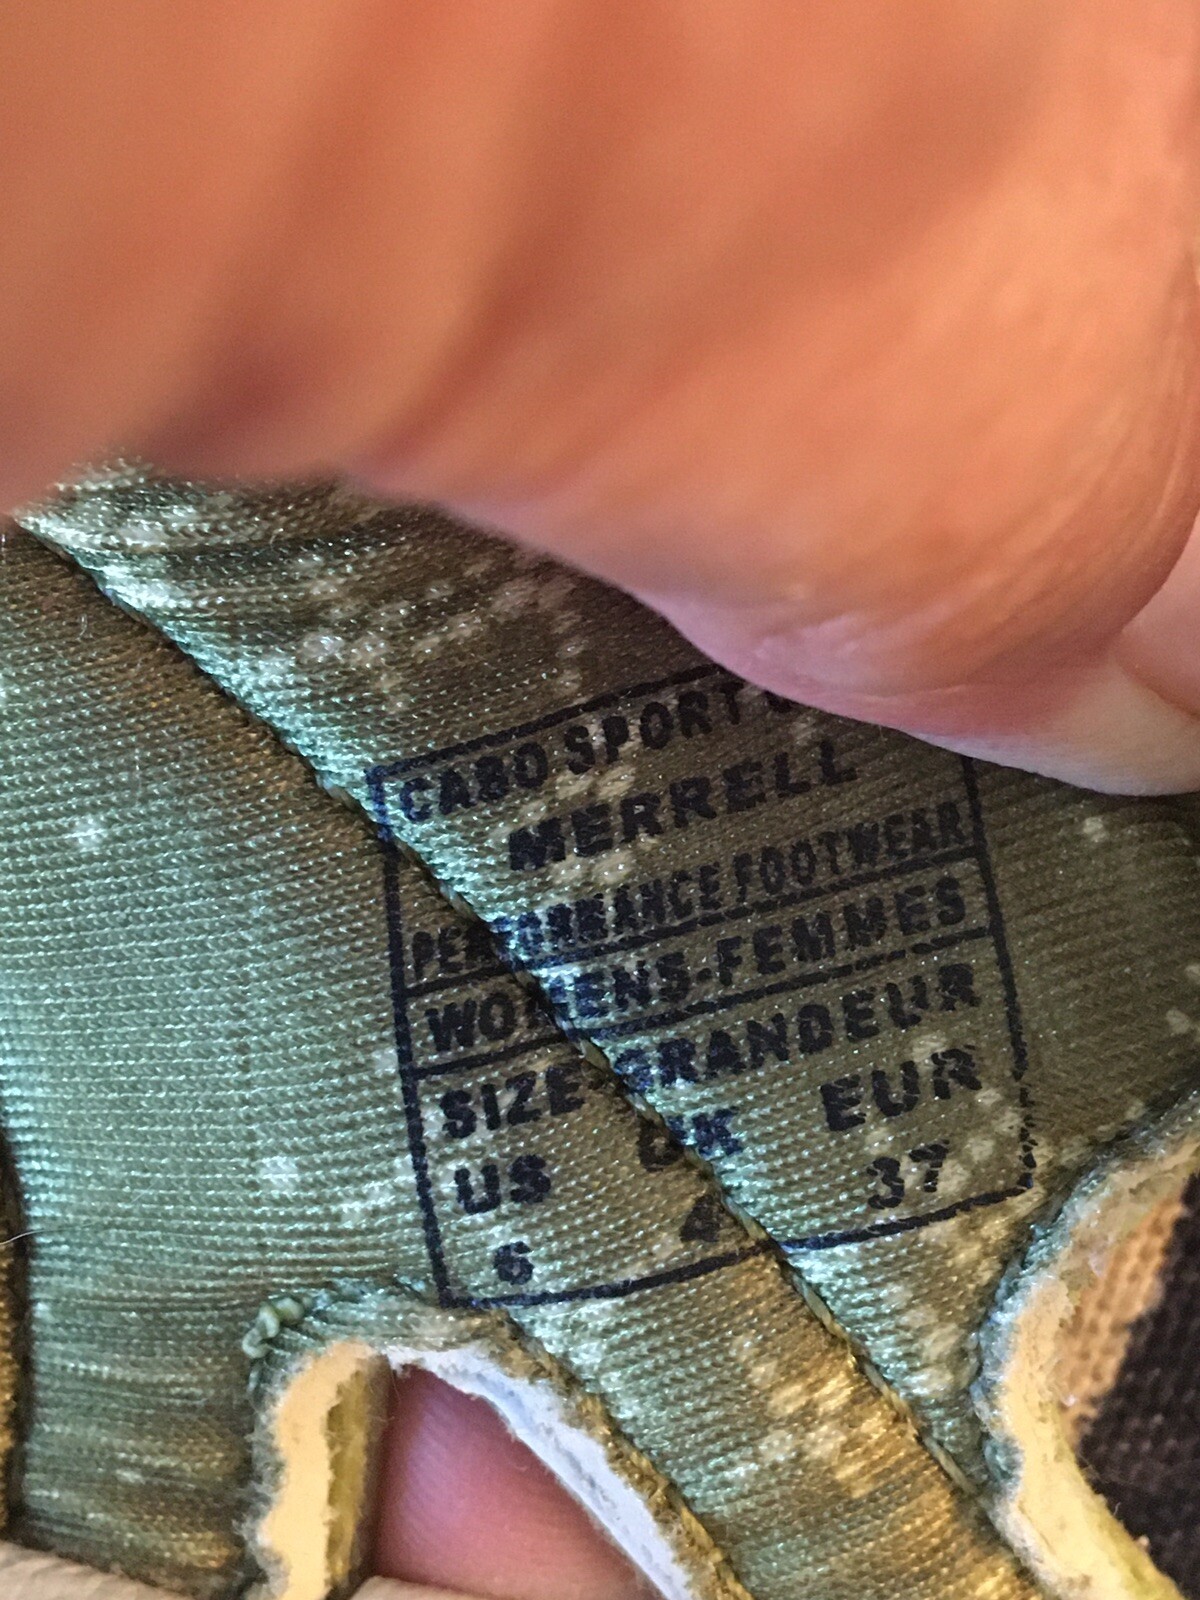 CABO SPORT
MERRELL
PERFORMANCE FOOTWEAR
WOMENS-FEMMES
SIZE-GRANDEUR
US UK EUR
6 4 37